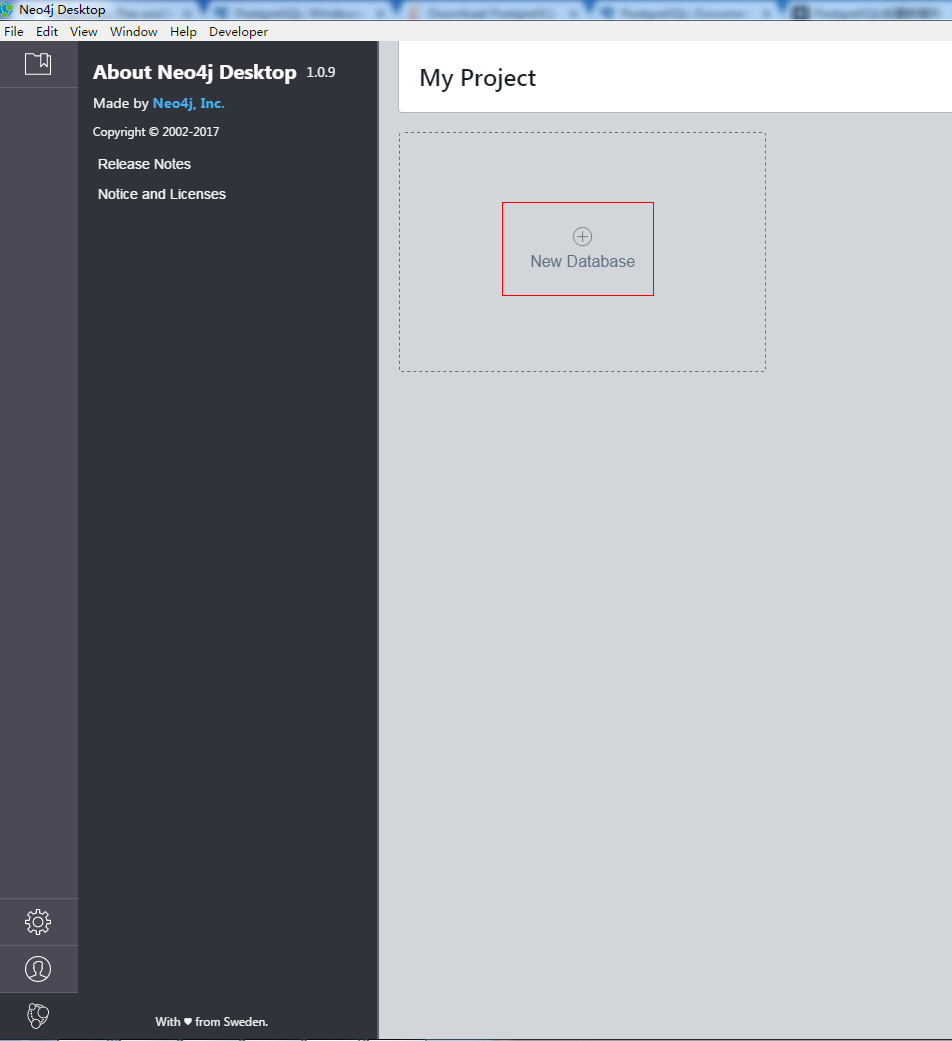 Neo4j Desktop
File Edit View Window Help Developer
About Neo4j Desktop 1.0.9
Made by Neo4j, Inc.
Copyright © 2002-2017
Release Notes
Notice and Licenses
My Project
New Database
With ♥ from Sweden.